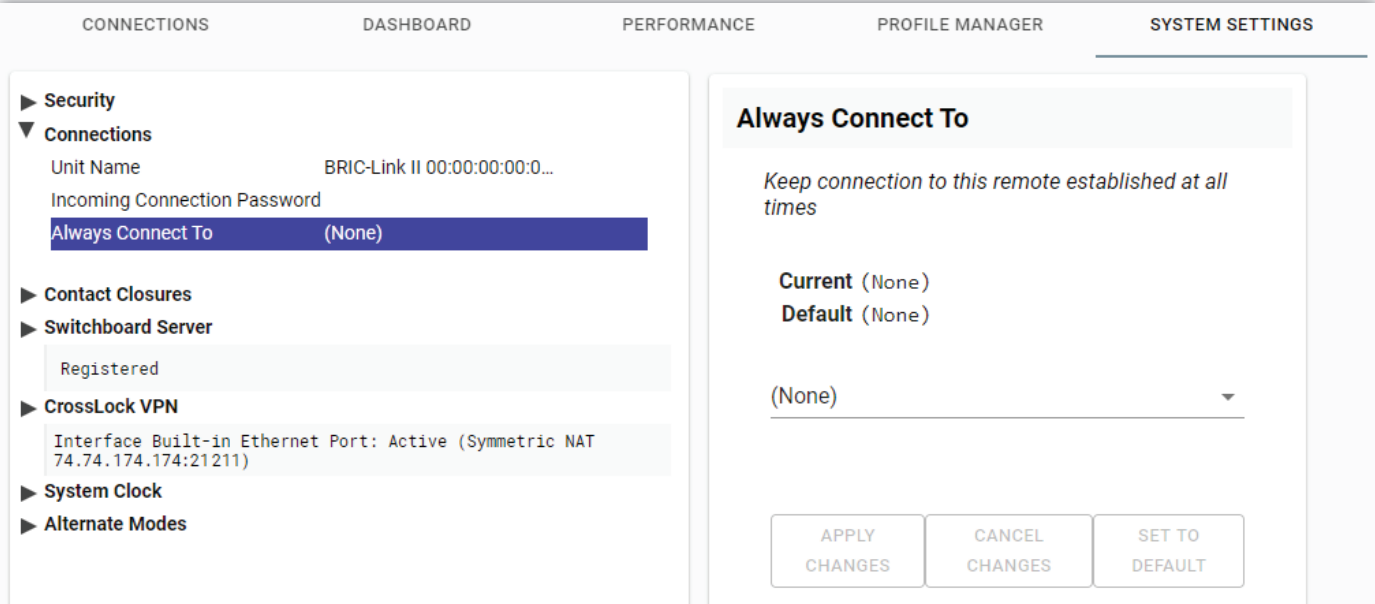 CONNECTIONS DASHBOARD PERFORMANCE PROFILE MANAGER SYSTEM SETTINGS
Security
Connections
Unit Name BRIC-Link II 00:00:00:00:0...
Incoming Connection Password
Always Connect To (None)
Contact Closures
Switchboard Server
Registered
CrossLock VPN
Interface Built-in Ethernet Port: Active (Symmetric NAT
74.74.174.174:21211)
System Clock
Alternate Modes
Always Connect To
Keep connection to this remote established at all
times
Current (None)
Default (None)
(None)
APPLY
CHANGES
CANCEL
CHANGES
SET TO
DEFAULT